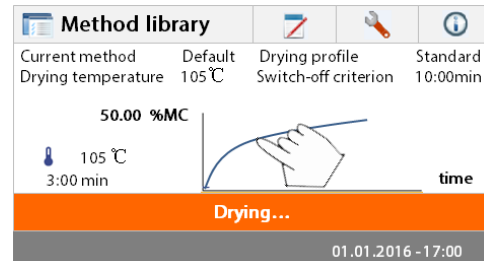 Method library
Current method Default Drying profile Standard
Drying temperature 105℃ Switch-off criterion 10:00min
50.00 %MC
105 ℃
3:00 min
time
Drying...
01.01.2016 -17:00